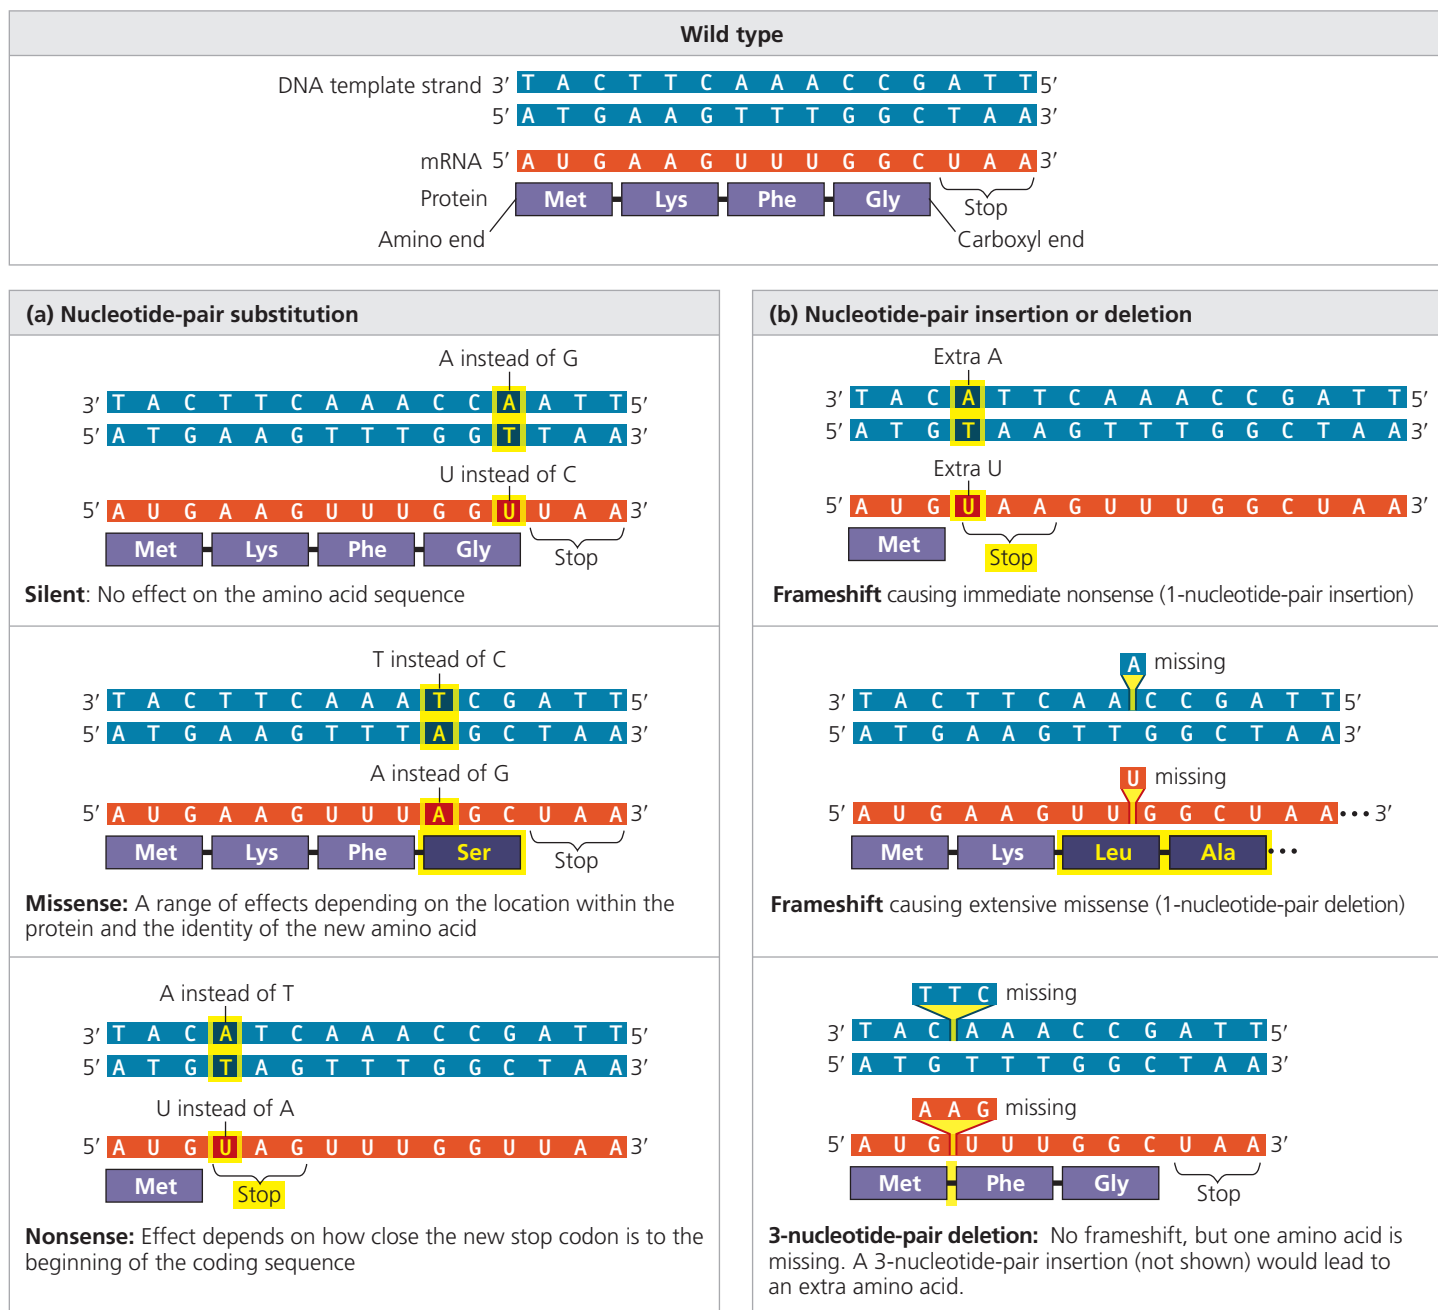 Wild type
DNA template strand 3′ T A C T T C A A A C C G A T T 5′
5′ A T G A A G T T T G G C T A A 3′
mRNA 5′ A U G A A G U U U G G C U A A 3′
Protein Met Lys Phe Gly Stop
Amino end Carboxyl end
(a) Nucleotide-pair substitution
A instead of G
3′ T A C T T C A A A C C A A T T 5′
5′ A T G A A G T T T G G T T A A 3′
U instead of C
5′ A U G A A G U U U G G U U A A 3′
Met Lys Phe Gly Stop
Silent: No effect on the amino acid sequence
T instead of C
3′ T A C T T C A A A T C G A T T 5′
5′ A T G A A G T T T A G C T A A 3′
A instead of G
5′ A U G A A G U U U A G C U A A 3′
Met Lys Phe Ser Stop
Missense: A range of effects depending on the location within the
protein and the identity of the new amino acid
A instead of T
3′ T A C A T C A A A C C G A T T 5′
5′ A T G T A G T T T G G C T A A 3′
U instead of A
5′ A U G U A G U U U G G U U A A 3′
Met Stop
Nonsense: Effect depends on how close the new stop codon is to the
beginning of the coding sequence
(b) Nucleotide-pair insertion or deletion
Extra A
3′ T A C A T T C A A A C C G A T T 5′
5′ A T G T A A G T T T G G C T A A 3′
Extra U
5′ A U G U A A G U U U G G C U A A 3′
Met Stop
Frameshift causing immediate nonsense (1-nucleotide-pair insertion)
A missing
3′ T A C T T C A A C C G A T T 5′
5′ A T G A A G T T G G C T A A 3′
U missing
5′ A U G A A G U U G G C U A A ••• 3′
Met Lys Leu Ala •••
Frameshift causing extensive missense (1-nucleotide-pair deletion)
T T C missing
3′ T A C A A A C C G A T T 5′
5′ A T G T T T G G C T A A 3′
A A G missing
5′ A U G U U U G G C U A A 3′
Met Phe Gly Stop
3-nucleotide-pair deletion: No frameshift, but one amino acid is
missing. A 3-nucleotide-pair insertion (not shown) would lead to
an extra amino acid.